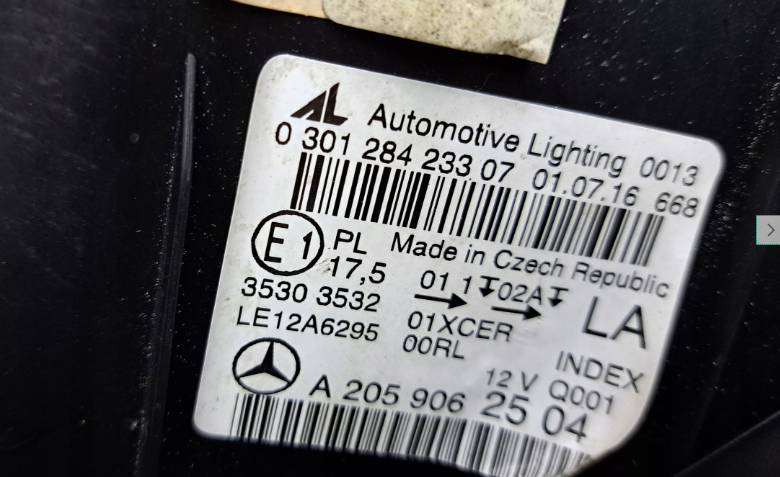 AL Automotive Lighting 0013
0 301 284 233 07 01.07.16 668
E1 PL Made in Czech Republic
17,5 01 1 02A
3530 3532 LA
LE12A6295 01XCER
00RL INDEX
12 V Q001
A 205 906 25 04